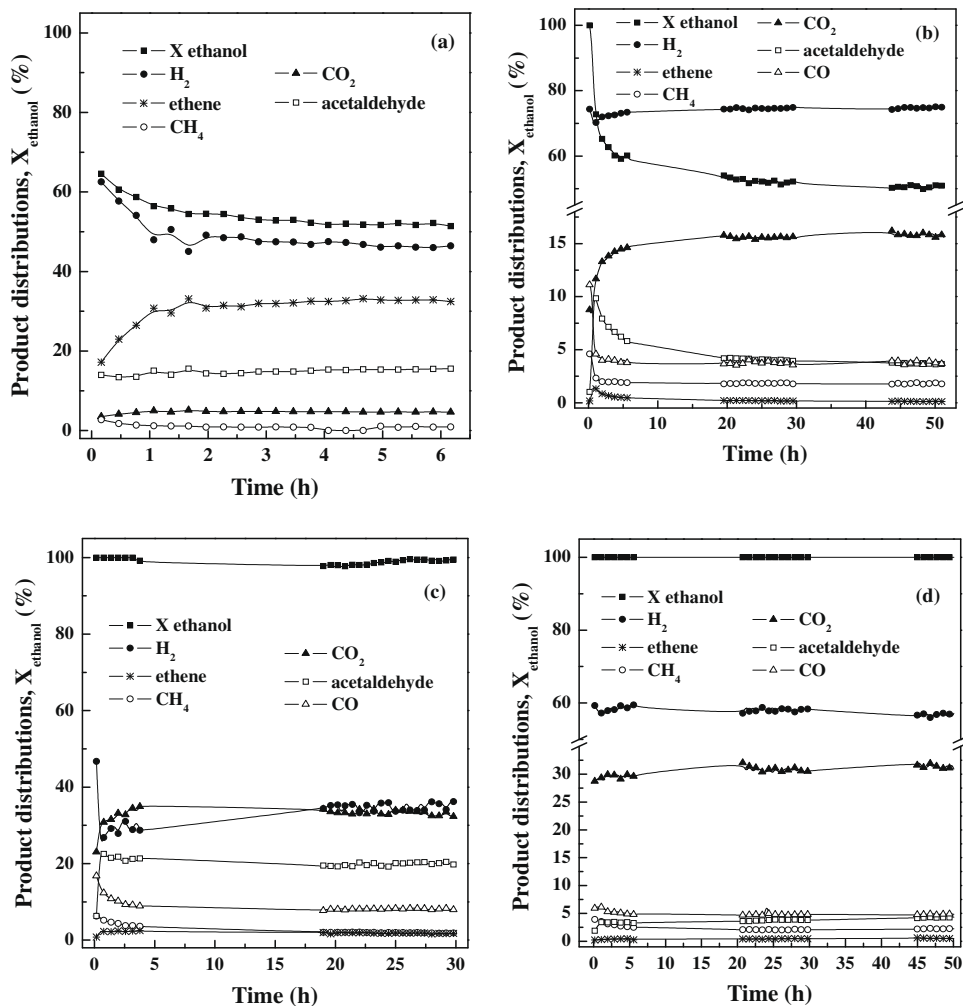 (a)
X ethanol
H2
ethene
CH4
CO2
acetaldehyde
Product distributions, Xethanol (%)
100
80
60
40
20
0
0 1 2 3 4 5 6
Time (h)
(b)
X ethanol
H2
ethene
CH4
CO2
acetaldehyde
CO
Product distributions, Xethanol (%)
100
80
60
15
10
5
0
0 10 20 30 40 50
Time (h)
(c)
X ethanol
H2
ethene
CH4
CO2
acetaldehyde
CO
Product distributions, Xethanol (%)
100
80
60
40
20
0
0 5 10 15 20 25 30
Time (h)
(d)
X ethanol
H2
ethene
CH4
CO2
acetaldehyde
CO
Product distributions, Xethanol (%)
100
80
60
30
25
20
15
10
5
0
0 5 10 15 20 25 30 35 40 45 50
Time (h)